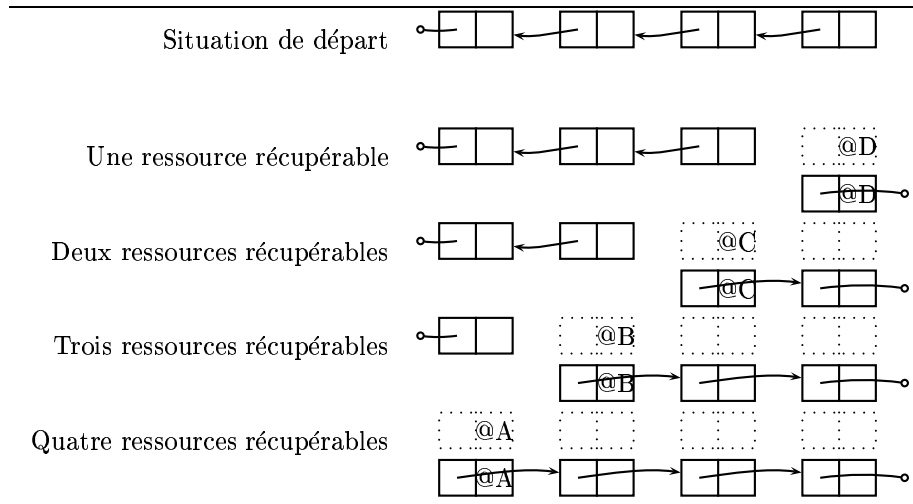 Situation de départ
Une ressource récupérable
@D
@D
Deux ressources récupérables
@C
@C
Trois ressources récupérables
@B
@B
Quatre ressources récupérables
@A
@A